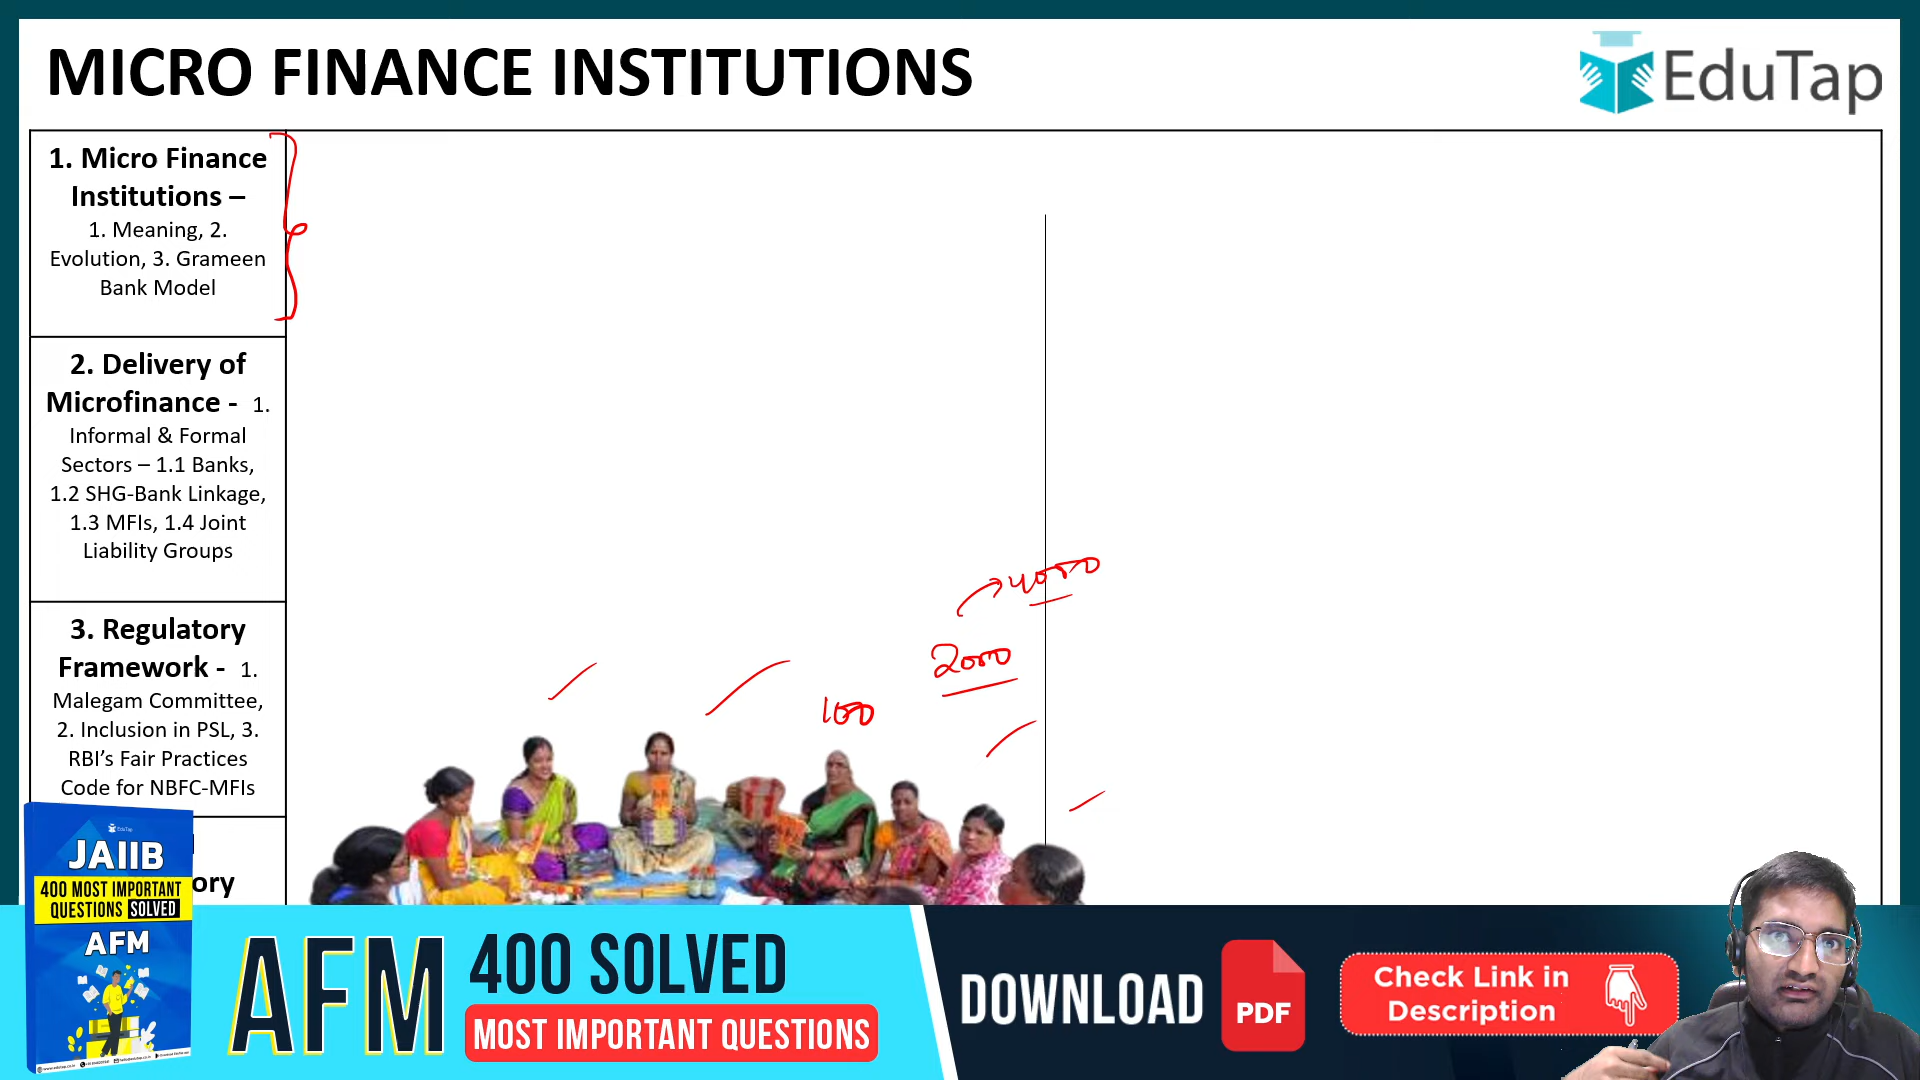 MICRO FINANCE INSTITUTIONS
EduTap
1. Micro Finance
Institutions –
1. Meaning, 2.
Evolution, 3. Grameen
Bank Model
2. Delivery of
Microfinance - 1.
Informal & Formal
Sectors – 1.1 Banks,
1.2 SHG-Bank Linkage,
1.3 MFIs, 1.4 Joint
Liability Groups
3. Regulatory
Framework - 1.
Malegam Committee,
2. Inclusion in PSL, 3.
RBI's Fair Practices
Code for NBFC-MFIs
ory
4000
2000
100
EduTap
JAIIB
400 MOST IMPORTANT
QUESTIONS SOLVED
AFM
AFM
400 SOLVED
MOST IMPORTANT QUESTIONS
DOWNLOAD
PDF
Check Link in
Description